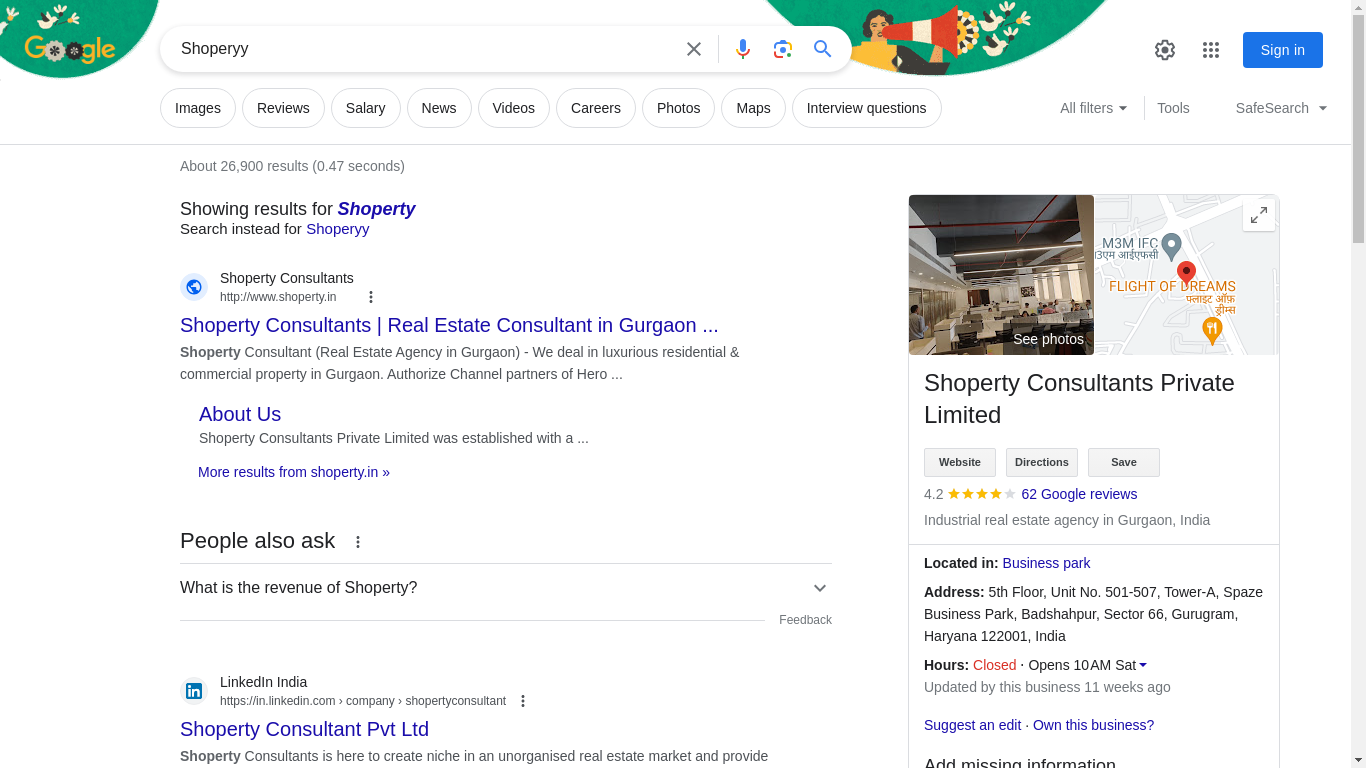 Google
Shoperyy
Sign in
Images
Reviews
Salary
News
Videos
Careers
Photos
Maps
Interview questions
All filters
Tools
SafeSearch
About 26,900 results (0.47 seconds)
Showing results for Shoperty
Search instead for Shoperyy
Shoperty Consultants
http://www.shoperty.in
Shoperty Consultants | Real Estate Consultant in Gurgaon ...
Shoperty Consultant (Real Estate Agency in Gurgaon) - We deal in luxurious residential &
commercial property in Gurgaon. Authorize Channel partners of Hero ...
About Us
Shoperty Consultants Private Limited was established with a ...
More results from shoperty.in »
People also ask
What is the revenue of Shoperty?
Feedback
LinkedIn India
https://in.linkedin.com › company › shopertyconsultant
Shoperty Consultant Pvt Ltd
Shoperty Consultants is here to create niche in an unorganised real estate market and provide
See photos
M3M IFC
एम3एम आईएफसी
FLIGHT OF DREAMS
फ्लाइट ऑफ़
ड्रीम्स
Shoperty Consultants Private
Limited
Website
Directions
Save
4.2 62 Google reviews
Industrial real estate agency in Gurgaon, India
Located in: Business park
Address: 5th Floor, Unit No. 501-507, Tower-A, Spaze
Business Park, Badshahpur, Sector 66, Gurugram,
Haryana 122001, India
Hours: Closed ⋅ Opens 10 AM Sat
Updated by this business 11 weeks ago
Suggest an edit · Own this business?
Add missing information